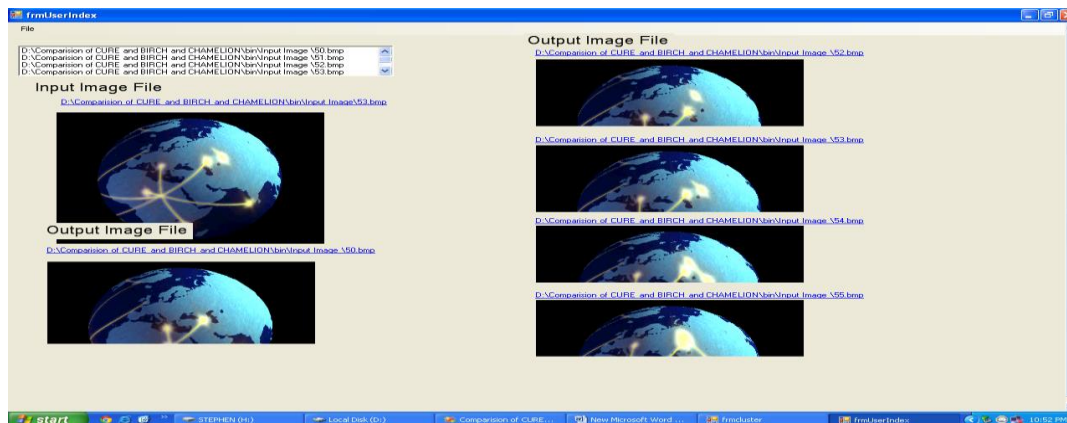 frmUserIndex
File
D:\Comparision of CURE and BIRCH and CHAMELION\bin\Input Image \50.bmp
D:\Comparision of CURE and BIRCH and CHAMELION\bin\Input Image \51.bmp
D:\Comparision of CURE and BIRCH and CHAMELION\bin\Input Image \52.bmp
D:\Comparision of CURE and BIRCH and CHAMELION\bin\Input Image \53.bmp
Input Image File
D:\Comparision of CURE and BIRCH and CHAMELION\bin\Input Image\53.bmp
Output Image File
D:\Comparision of CURE and BIRCH and CHAMELION\bin\Input Image \50.bmp
Output Image File
D:\Comparision of CURE and BIRCH and CHAMELION\bin\Input Image \52.bmp
D:\Comparision of CURE and BIRCH and CHAMELION\bin\Input Image \53.bmp
D:\Comparision of CURE and BIRCH and CHAMELION\bin\Input Image \54.bmp
D:\Comparision of CURE and BIRCH and CHAMELION\bin\Input Image \55.bmp
start STEPHEN (H:) Local Disk (D:) Comparision of CURE... New Microsoft Word ... frmcluster frmUserIndex 10:52 PM